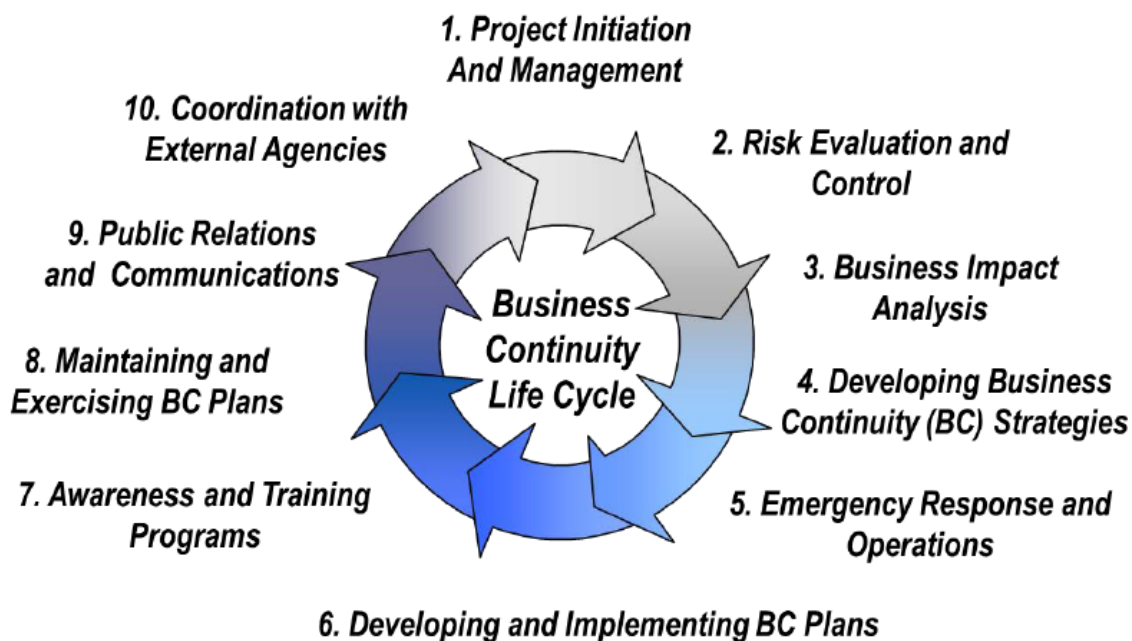 1. Project Initiation
And Management
2. Risk Evaluation and
Control
3. Business Impact
Analysis
4. Developing Business
Continuity (BC) Strategies
5. Emergency Response and
Operations
6. Developing and Implementing BC Plans
7. Awareness and Training
Programs
8. Maintaining and
Exercising BC Plans
9. Public Relations
and Communications
10. Coordination with
External Agencies
Business
Continuity
Life Cycle